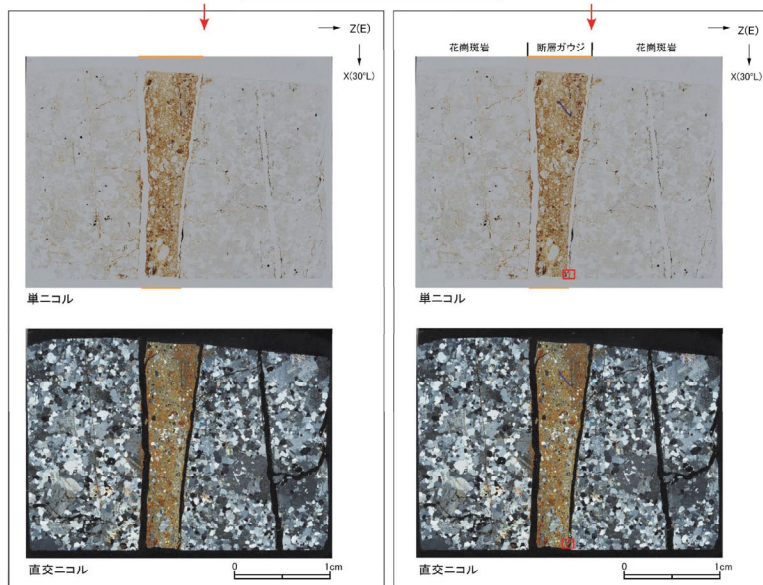 Z(E)
X(30°L)
単ニコル
直交ニコル
0 1cm
Z(E)
花崗斑岩 断層ガウジ 花崗斑岩
X(30°L)
単ニコル
直交ニコル
0 1cm